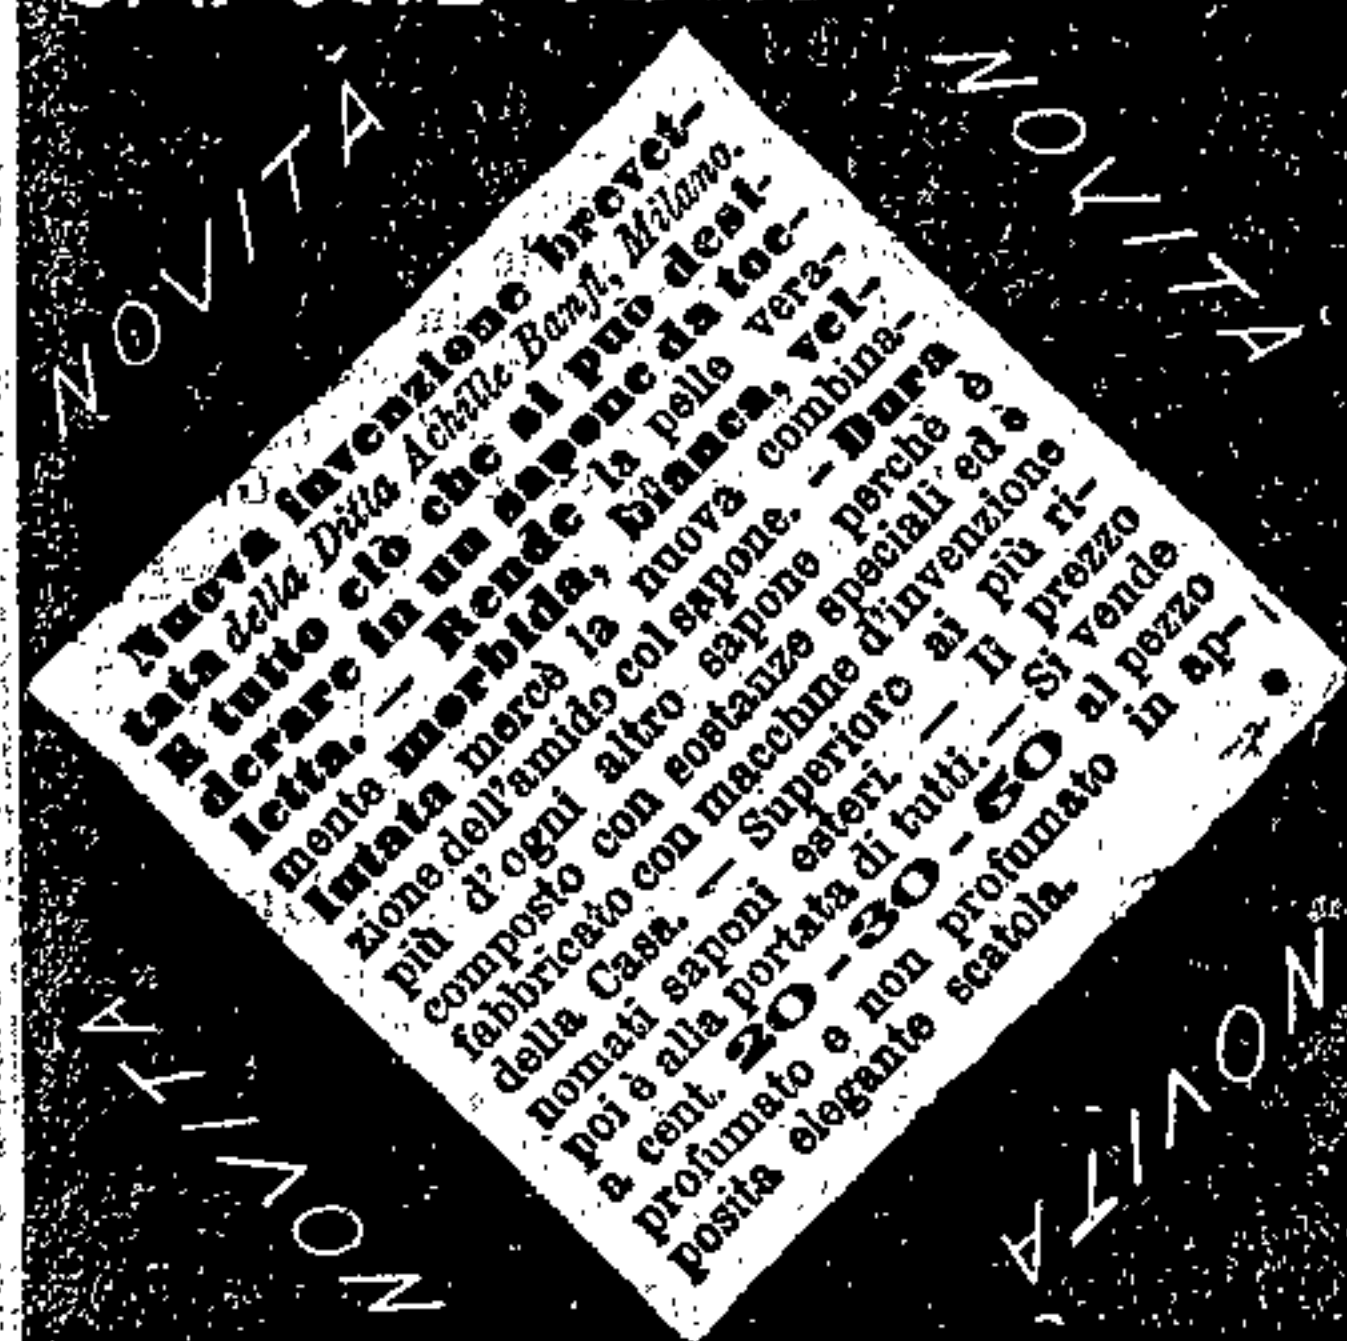 NOVITÀ
NOVITÀ
Nuova invenzione brevet-
tata della Ditta Achille Banfi, Milano.
È tutto ciò che si può desi-
derare in un sapone da toc-
letta. — Rende la pelle vera-
mente morbida, bianca, vel-
lutata mercè la nuova combina-
zione dell'amido col sapone. - Dura
più d'ogni altro sapone perchè è
composto con sostanze speciali ed è
fabbricato con macchine d'invenzione
della Casa. — Superiore ai più ri-
nomati saponi esteri. — Il prezzo
poi è alla portata di tutti. — Si vende
a cent. 20 - 30 - 50 al pezzo
profumato e non profumato in ap-
posita elegante scatola.
NOVITÀ
NOVITÀ